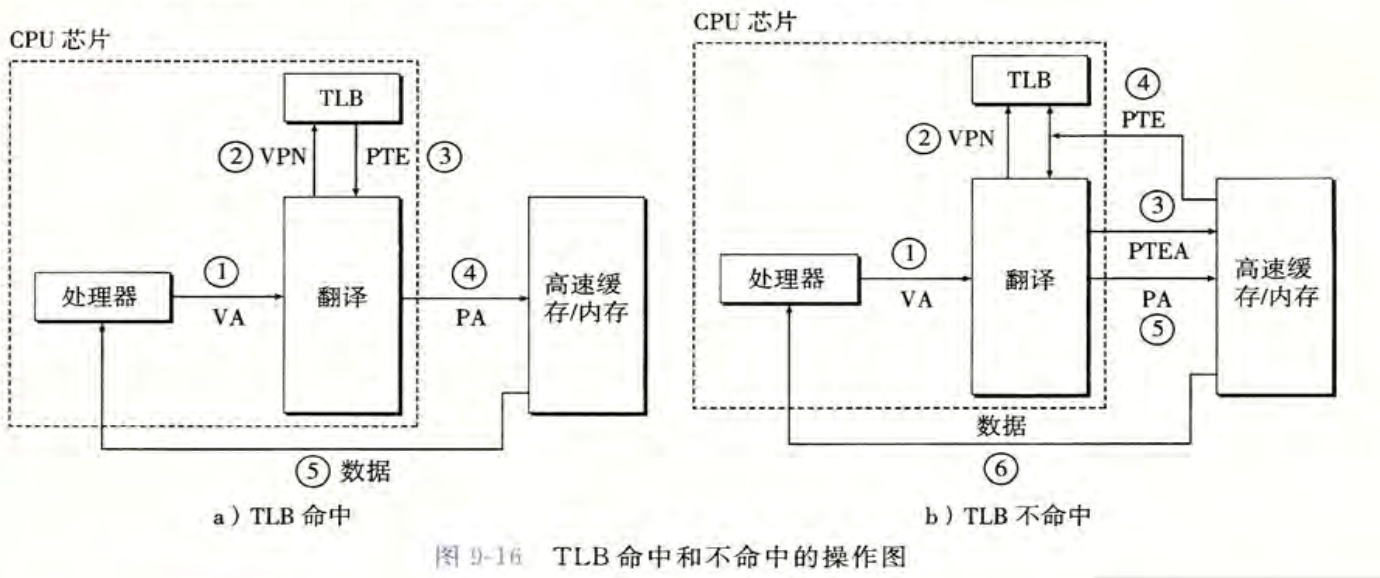 CPU 芯片
TLB
② VPN
PTE ③
处理器
① VA
翻译
④ PA
高速缓
存/内存
⑤ 数据
a）TLB 命中
CPU 芯片
TLB
② VPN
④
PTE
处理器
①
VA
翻译
③
PTEA
PA
⑤
高速缓
存/内存
数据
⑥
b）TLB 不命中
图 9-16 TLB 命中和不命中的操作图